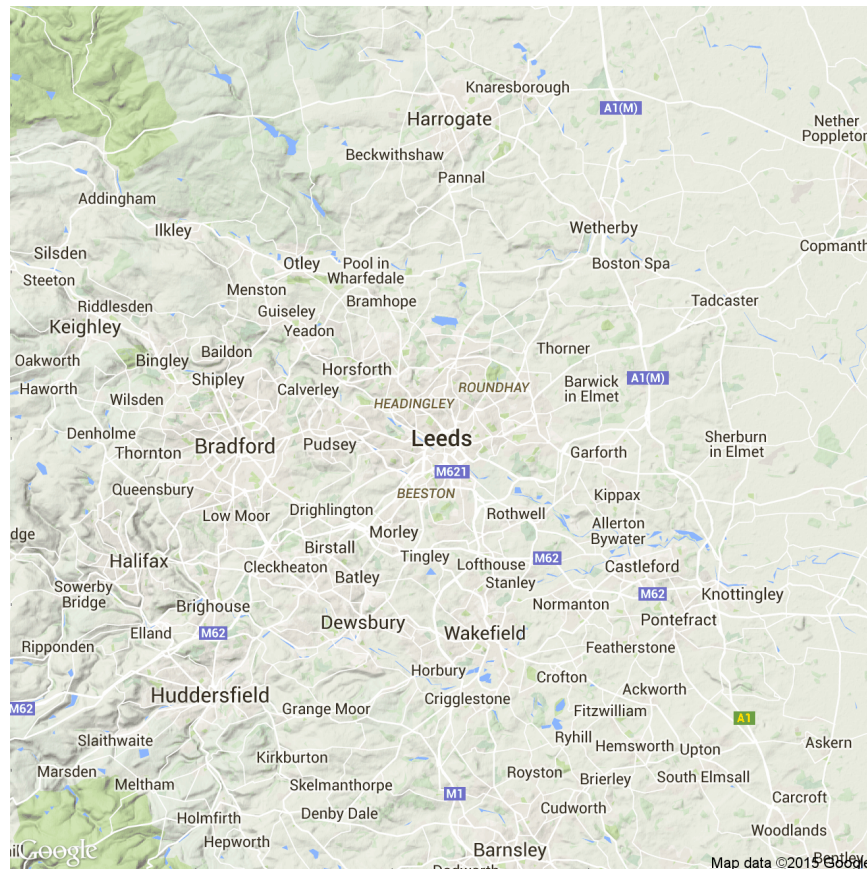 Knaresborough
A1(M)
Harrogate
Nether
Poppleton
Beckwithshaw
Pannal
Addingham
Ilkley
Wetherby
Copmanth
Silsden
Steeton
Otley
Pool in
Wharfedale
Boston Spa
Menston
Bramhope
Tadcaster
Riddlesden
Guiseley
Keighley
Yeadon
Oakworth
Bingley
Baildon
Thorner
Haworth
Shipley
Horsforth
ROUNDHAY
Barwick
in Elmet
A1(M)
Wilsden
Calverley
HEADINGLEY
Denholme
Bradford
Pudsey
Leeds
Sherburn
in Elmet
Thornton
Garforth
M621
Queensbury
BEESTON
Kippax
Low Moor
Drighlington
Rothwell
Allerton
Bywater
dge
Morley
Birstall
Halifax
Cleckheaton
Tingley
Lofthouse
M62
Castleford
Batley
Stanley
Sowerby
Bridge
Brighouse
Normanton
M62
Knottingley
Elland
M62
Dewsbury
Wakefield
Pontefract
Ripponden
Featherstone
Horbury
Crofton
Huddersfield
Crigglestone
Ackworth
M62
Grange Moor
Fitzwilliam
A1
Slaithwaite
Ryhill
Hemsworth
Upton
Askern
Kirkburton
Marsden
Meltham
Skelmanthorpe
Royston
Brierley
South Elmsall
M1
Carcroft
Holmfirth
Denby Dale
Cudworth
Hepworth
Woodlands
Barnsley
Google
Bentley
Map data ©2015 Google
Dodworth